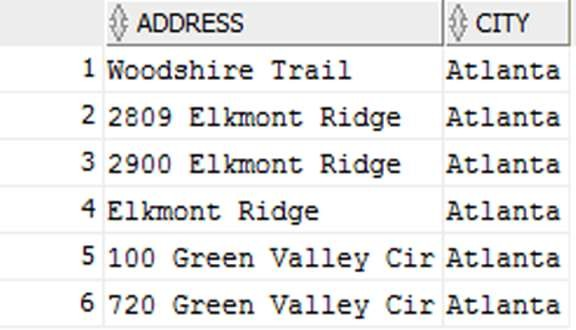 ADDRESS CITY
1 Woodshire Trail Atlanta
2 2809 Elkmont Ridge Atlanta
3 2900 Elkmont Ridge Atlanta
4 Elkmont Ridge Atlanta
5 100 Green Valley Cir Atlanta
6 720 Green Valley Cir Atlanta